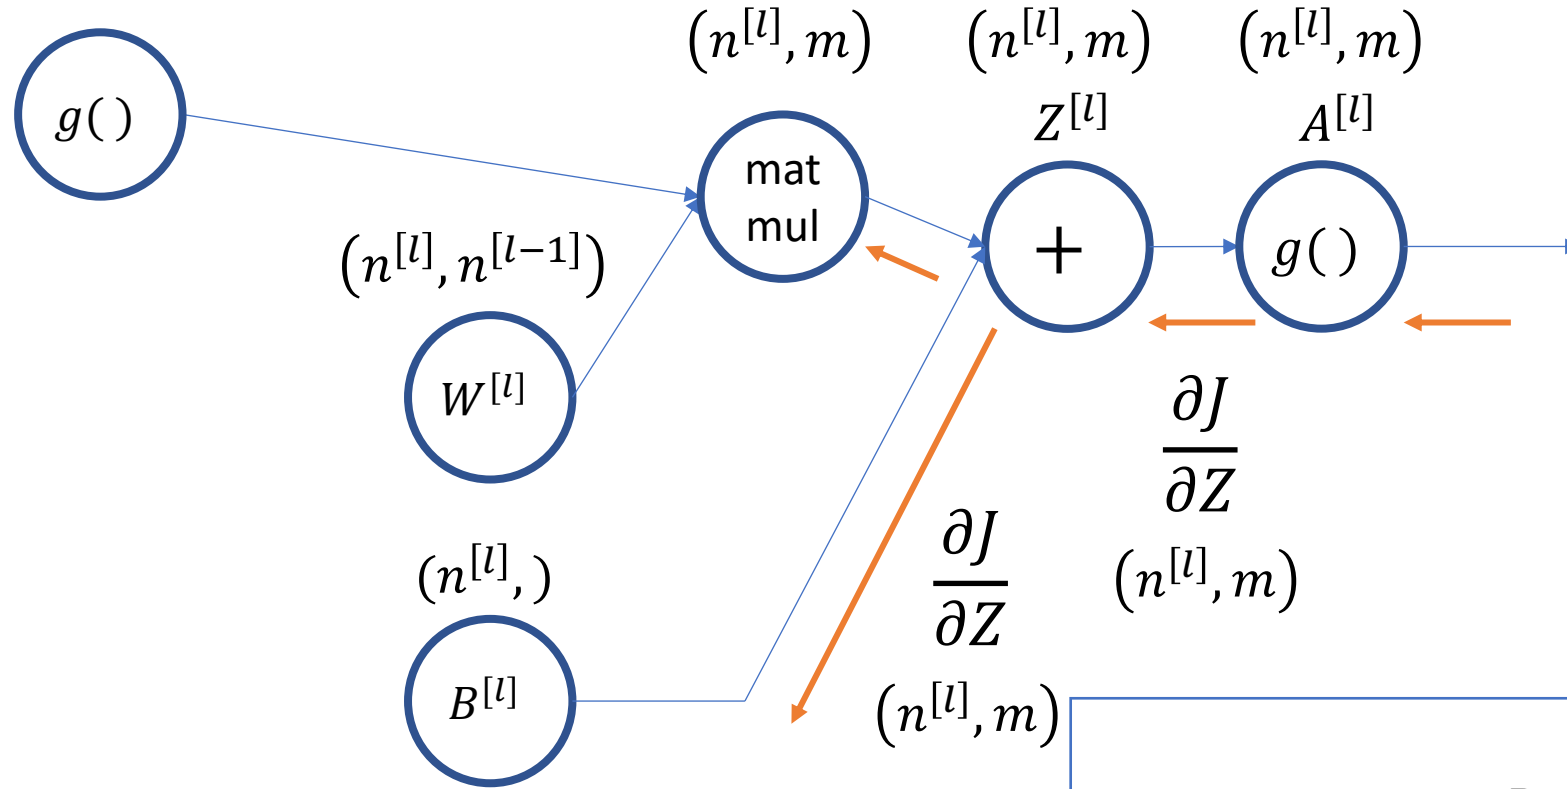 g( )
(n^[l], m)
mat
mul
(n^[l], m)
Z^[l]
+
(n^[l], m)
A^[l]
g( )
(n^[l], n^[l−1])
W^[l]
(n^[l], )
B^[l]
∂J
∂Z
(n^[l], m)
∂J
∂Z
(n^[l], m)